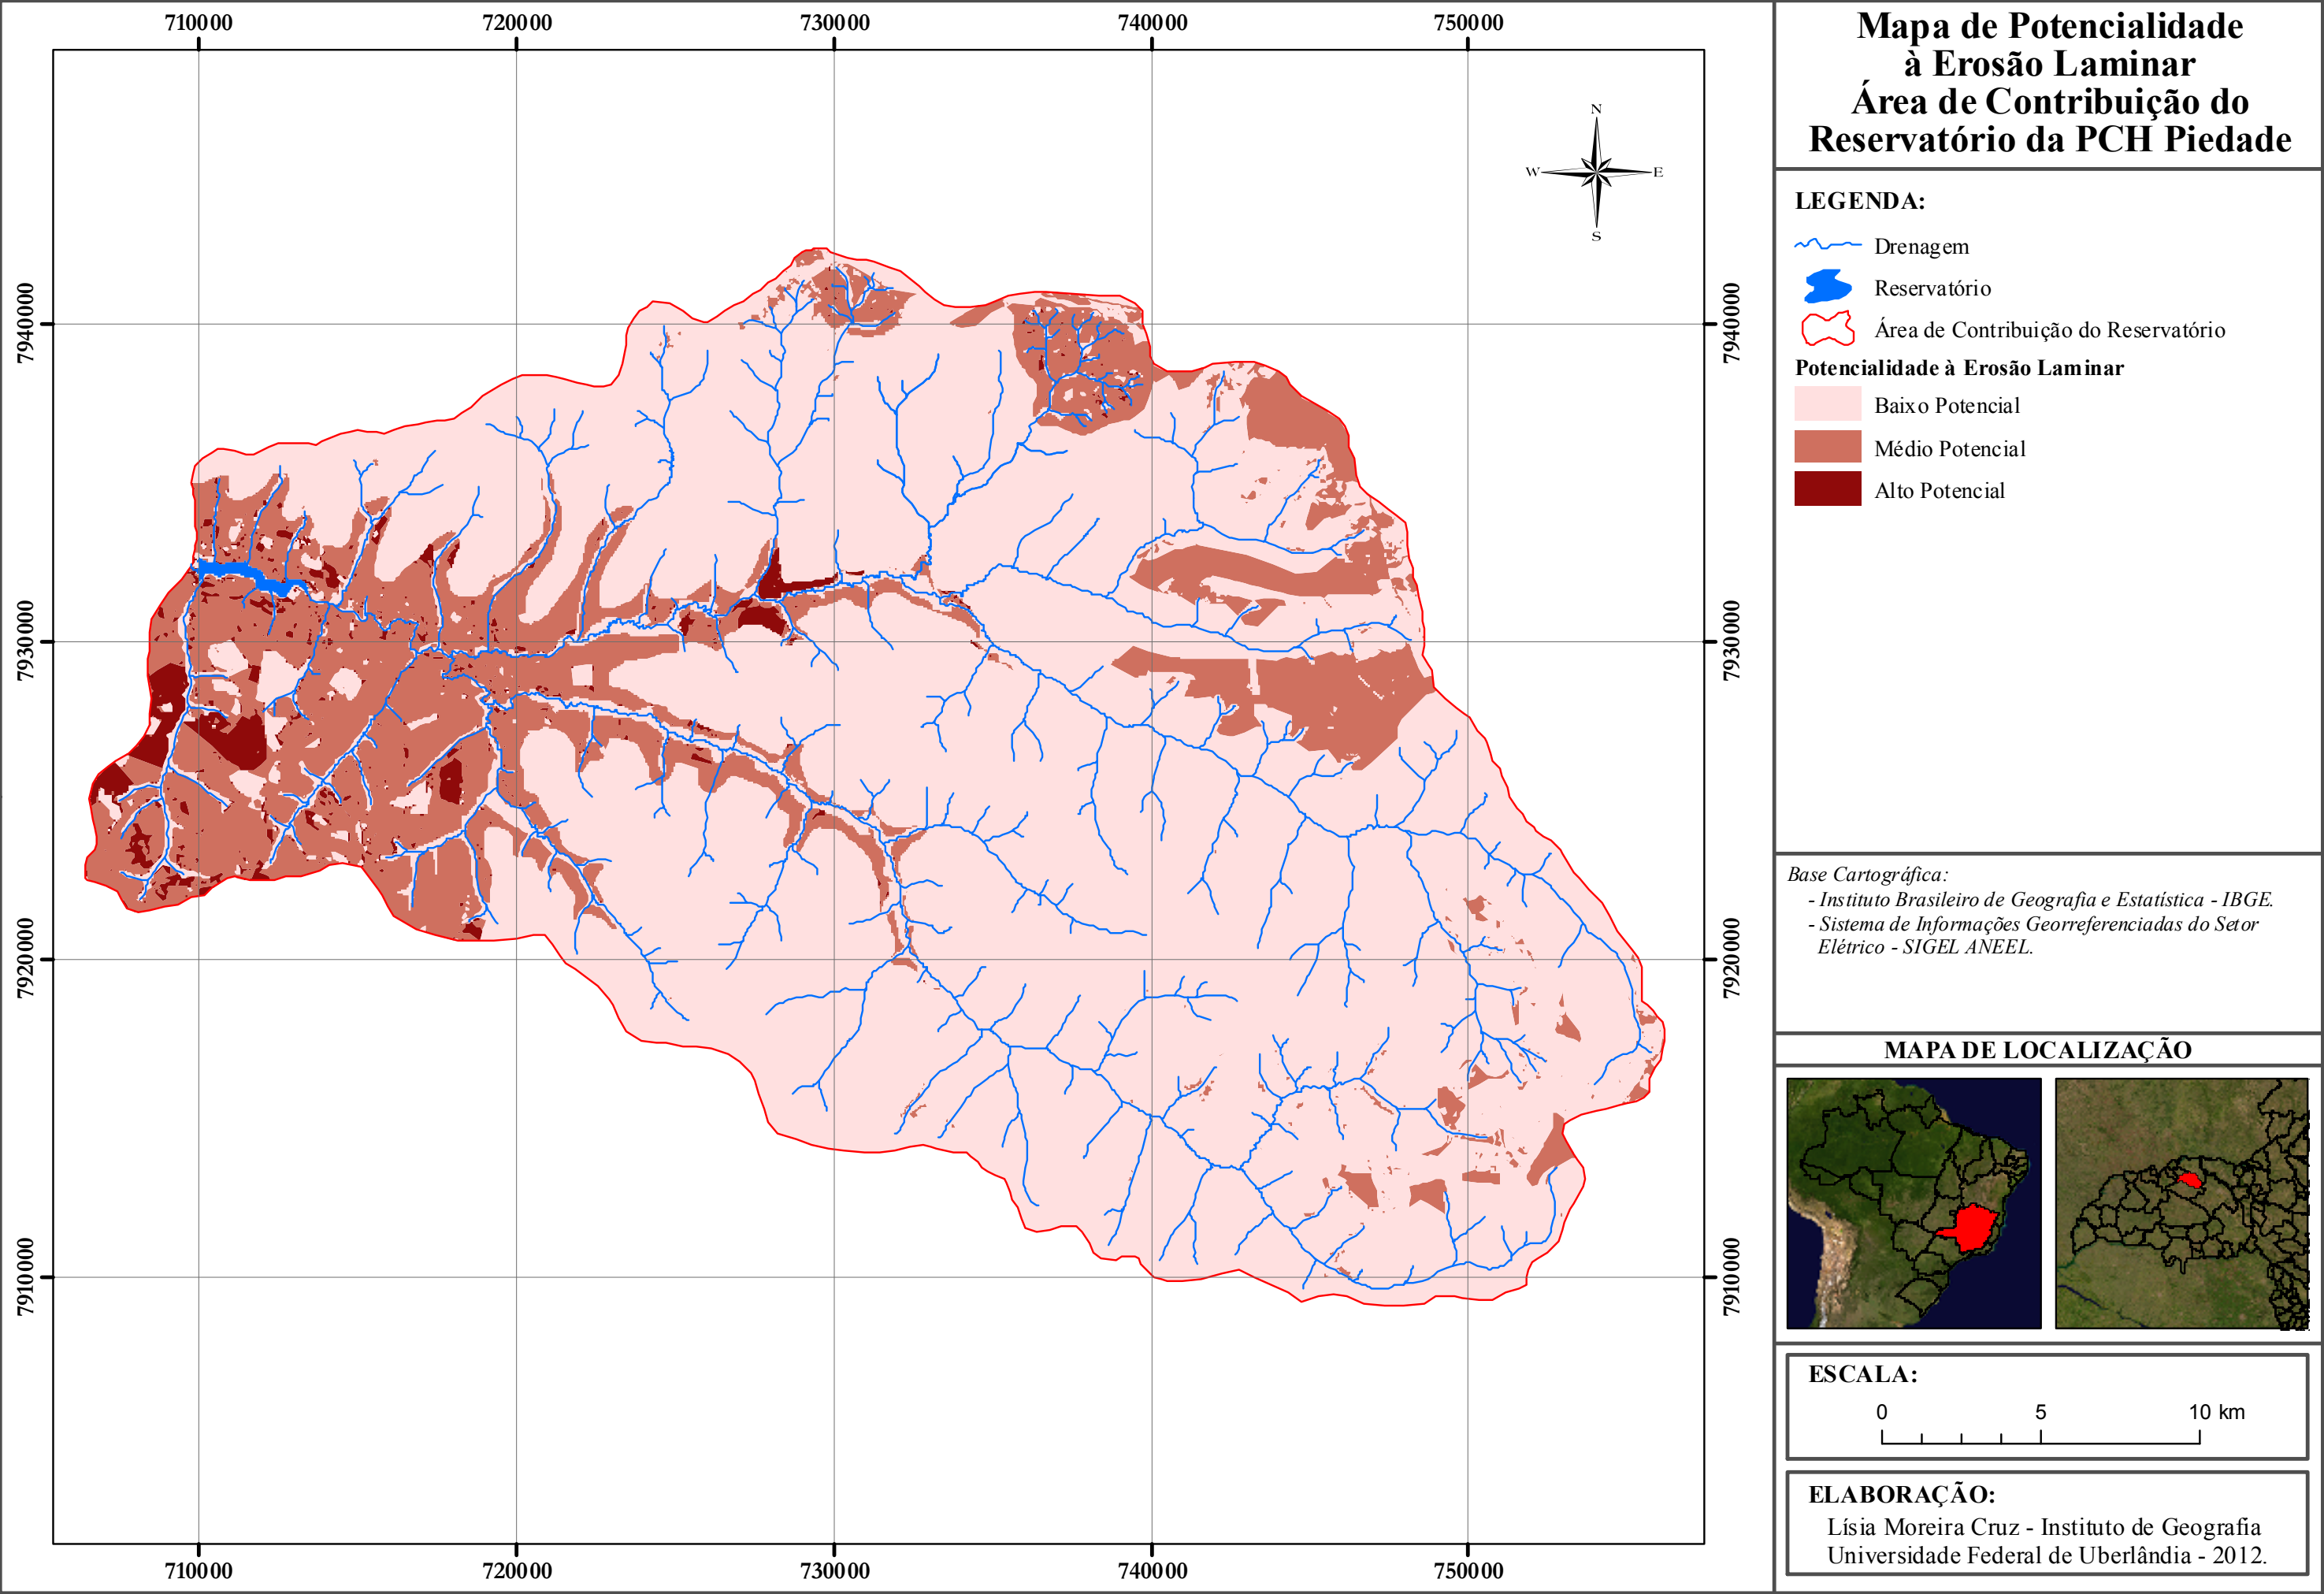 710000 720000 730000 740000 750000
Mapa de Potencialidade
à Erosão Laminar
Área de Contribuição do
Reservatório da PCH Piedade
N
W E
S
LEGENDA:
Drenagem
Reservatório
Área de Contribuição do Reservatório
Potencialidade à Erosão Laminar
Baixo Potencial
Médio Potencial
Alto Potencial
7940000 7940000
7930000 7930000
7920000 7920000
7910000 7910000
Base Cartográfica:
- Instituto Brasileiro de Geografia e Estatística - IBGE.
- Sistema de Informações Georreferenciadas do Setor
Elétrico - SIGEL ANEEL.
MAPA DE LOCALIZAÇÃO
ESCALA:
0 5 10 km
ELABORAÇÃO:
Lísia Moreira Cruz - Instituto de Geografia
Universidade Federal de Uberlândia - 2012.
710000 720000 730000 740000 750000